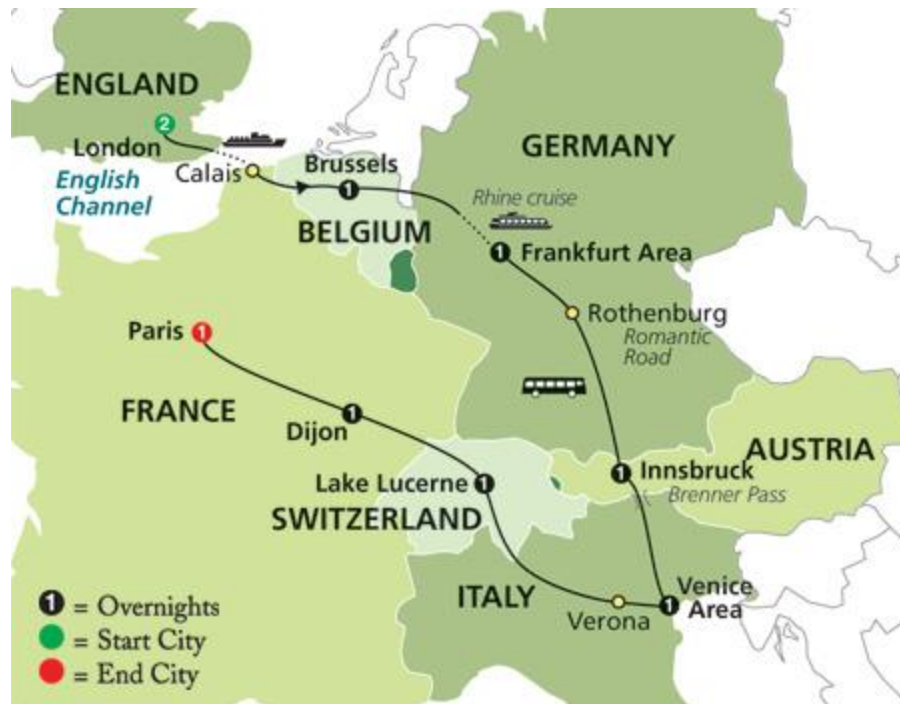 ENGLAND
2
London
English
Channel
Calais
Brussels
1
BELGIUM
GERMANY
Rhine cruise
1
Frankfurt Area
Rothenburg
Romantic
Road
Paris
1
FRANCE
1
Dijon
Lake Lucerne
1
SWITZERLAND
1
Innsbruck
AUSTRIA
Brenner Pass
ITALY
Verona
1
Venice
Area
1 = Overnights
= Start City
= End City